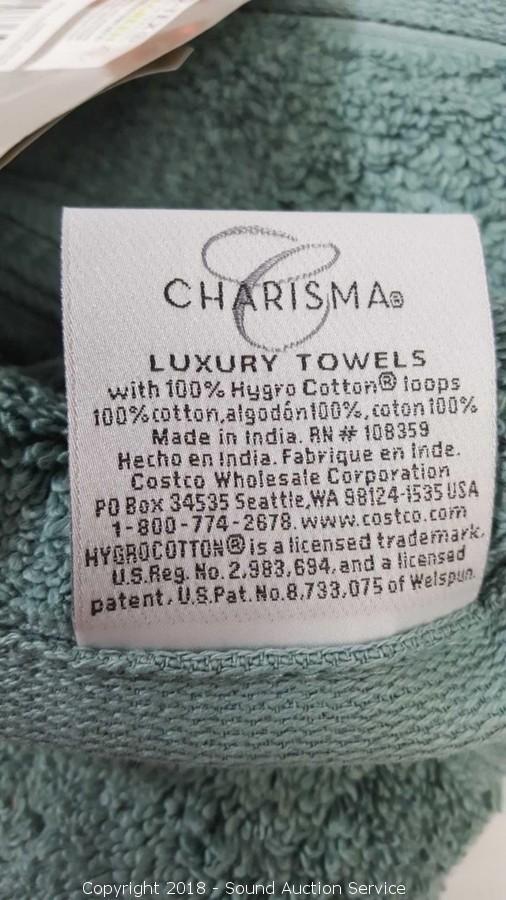 CHARISMA®
LUXURY TOWELS
with 100% Hygro Cotton® loops
100%cotton,algodón100%,coton100%
Made in India. RN # 108359
Hecho en India. Fabrique en Inde.
Costco Wholesale Corporation
PO Box 34535 Seattle,WA 98124-1535 USA
1-800-774-2678. www.costco.com
HYGROCOTTON® is a licensed trademark,
U.S.Reg. No. 2,983,694,and a licensed
patent, U.S.Pat.No.8,733,075 of Welspun.
Copyright 2018 - Sound Auction Service